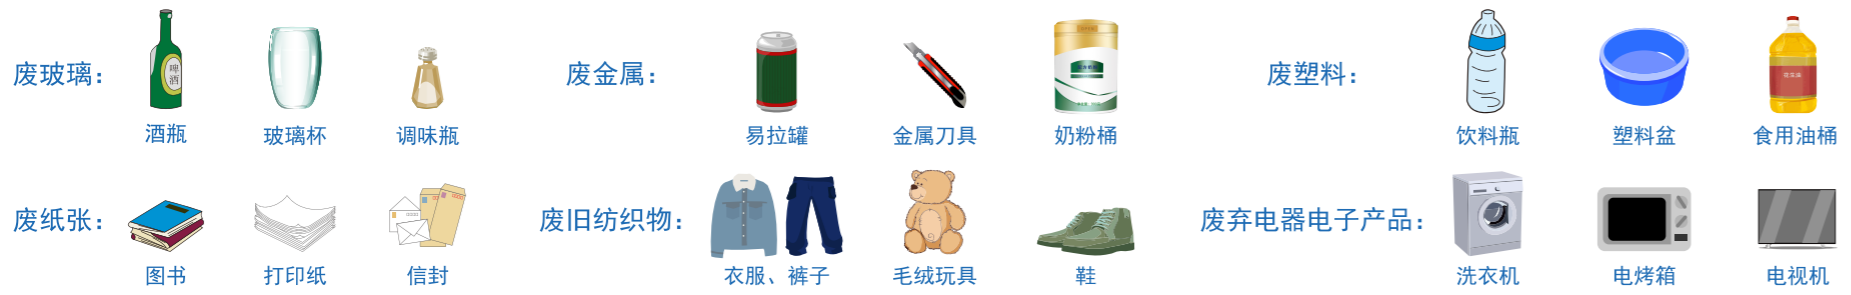 废玻璃：
啤酒
酒瓶
玻璃杯
调味瓶
废金属：
易拉罐
金属刀具
奶粉桶
废塑料：
饮料瓶
塑料盆
食用油桶
废纸张：
图书
打印纸
信封
废旧纺织物：
衣服、裤子
毛绒玩具
鞋
废弃电器电子产品：
洗衣机
电烤箱
电视机